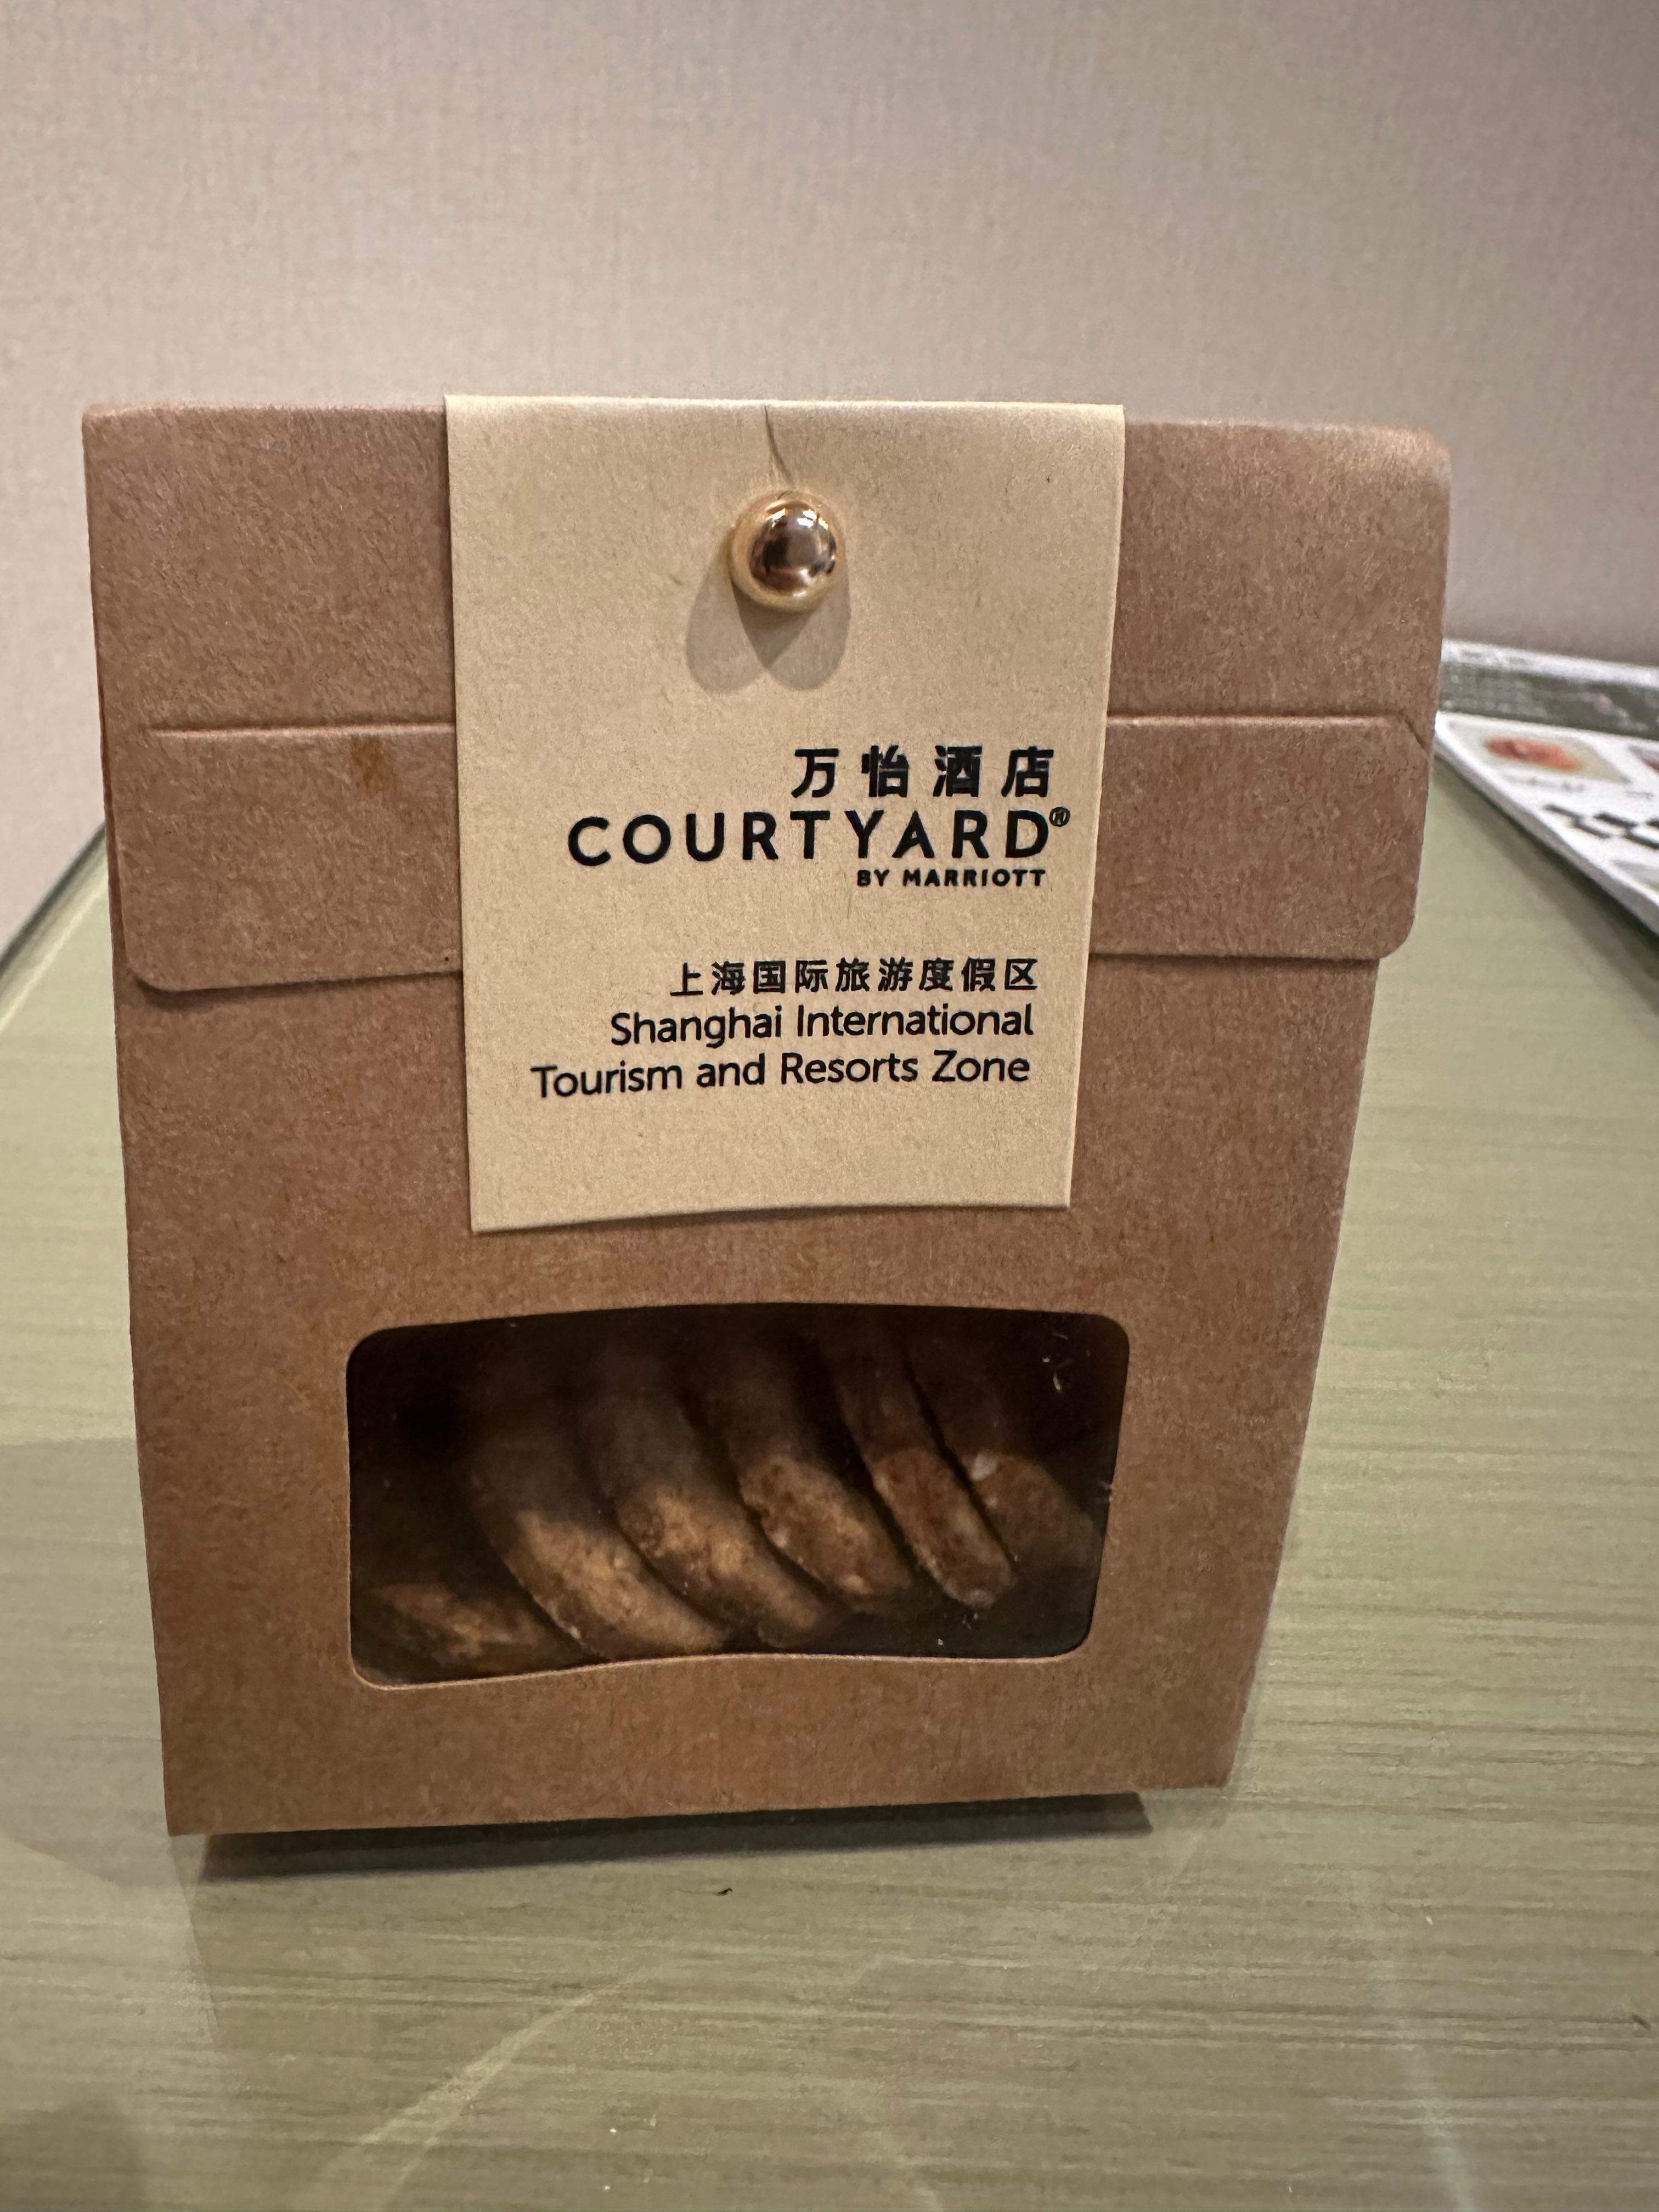 万怡酒店
COURTYARD®
BY MARRIOTT
上海国际旅游度假区
Shanghai International
Tourism and Resorts Zone